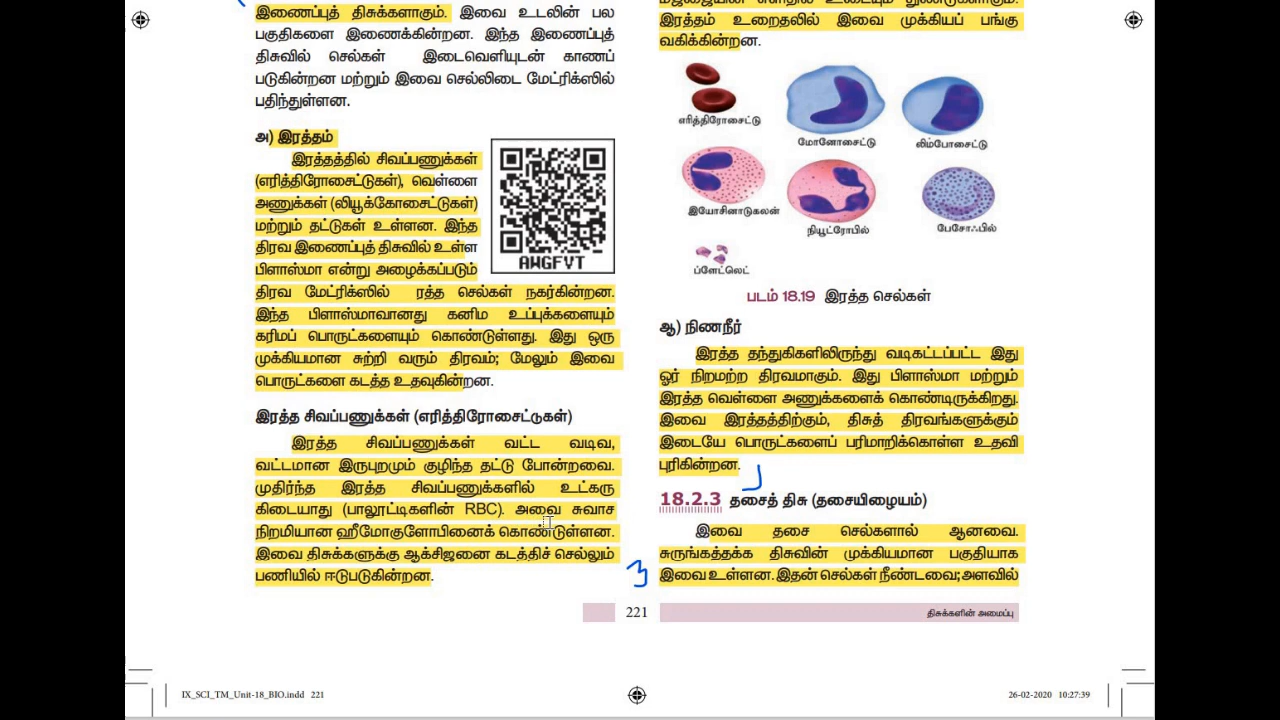 இணைப்புத் திசுக்களாகும். இவை உடலின் பல
பகுதிகளை இணைக்கின்றன. இந்த இணைப்புத்
திசுவில் செல்கள் இடைவெளியுடன் காணப்
படுகின்றன மற்றும் இவை செல்லிடை மேட்ரிக்ஸில்
பதிந்துள்ளன.
அ) இரத்தம்
இரத்தத்தில் சிவப்பணுக்கள்
(எரித்திரோசைட்டுகள்), வெள்ளை
அணுக்கள் (லியூக்கோசைட்டுகள்)
மற்றும் தட்டுகள் உள்ளன. இந்த
திரவ இணைப்புத் திசுவில் உள்ள
பிளாஸ்மா என்று அழைக்கப்படும்
திரவ மேட்ரிக்ஸில் ரத்த செல்கள் நகர்கின்றன.
இந்த பிளாஸ்மாவானது கனிம உப்புக்களையும்
கரிமப் பொருட்களையும் கொண்டுள்ளது. இது ஒரு
முக்கியமான சுற்றி வரும் திரவம்; மேலும் இவை
பொருட்களை கடத்த உதவுகின்றன.
AWGFVT
இரத்த சிவப்பணுக்கள் (எரித்திரோசைட்டுகள்)
இரத்த சிவப்பணுக்கள் வட்ட வடிவ,
வட்டமான இருபுறமும் குழிந்த தட்டு போன்றவை.
முதிர்ந்த இரத்த சிவப்பணுக்களில் உட்கரு
கிடையாது (பாலூட்டிகளின் RBC). அவை சுவாச
நிறமியான ஹீமோகுளோபினைக் கொண்டுள்ளன.
இவை திசுக்களுக்கு ஆக்சிஜனை கடத்திச் செல்லும்
பணியில் ஈடுபடுகின்றன.
இரத்தம் உறைதலில் இவை முக்கியப் பங்கு
வகிக்கின்றன.
எரித்திரோசைட்டு
மோனோசைட்டு
லிம்போசைட்டு
இயோசினாடுகலன்
நியூட்ரோபில்
பேசோஃபில்
ப்ளேட்லெட்
படம் 18.19 இரத்த செல்கள்
ஆ) நிணநீர்
இரத்த தந்துகிகளிலிருந்து வடிகட்டப்பட்ட இது
ஓர் நிறமற்ற திரவமாகும். இது பிளாஸ்மா மற்றும்
இரத்த வெள்ளை அணுக்களைக் கொண்டிருக்கிறது.
இவை இரத்தத்திற்கும், திசுத் திரவங்களுக்கும்
இடையே பொருட்களைப் பரிமாறிக்கொள்ள உதவி
புரிகின்றன.
18.2.3 தசைத் திசு (தசையிழையம்)
இவை தசை செல்களால் ஆனவை.
சுருங்கத்தக்க திசுவின் முக்கியமான பகுதியாக
இவை உள்ளன. இதன் செல்கள் நீண்டவை; அளவில்
221
திசுக்களின் அமைப்பு
IX_SCI_TM_Unit-18_BIO.indd 221
26-02-2020 10:27:39